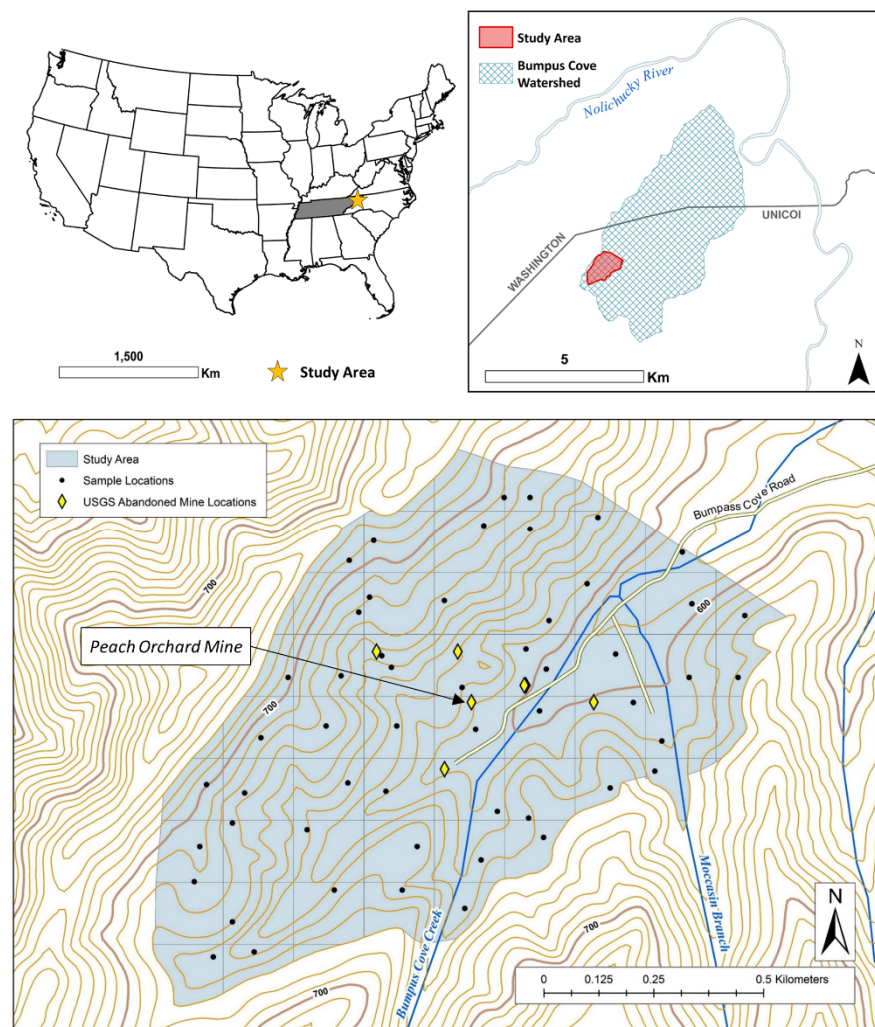 1,500
Km
Study Area
Study Area
Bumpus Cove
Watershed
Nolichucky River
WASHINGTON
UNICOI
N
5
Km
Study Area
Sample Locations
USGS Abandoned Mine Locations
Bumpass Cove Road
700
600
Peach Orchard Mine
700
700
700
700
Bumpus Cove Creek
Moccasin Branch
N
0 0.125 0.25 0.5 Kilometers